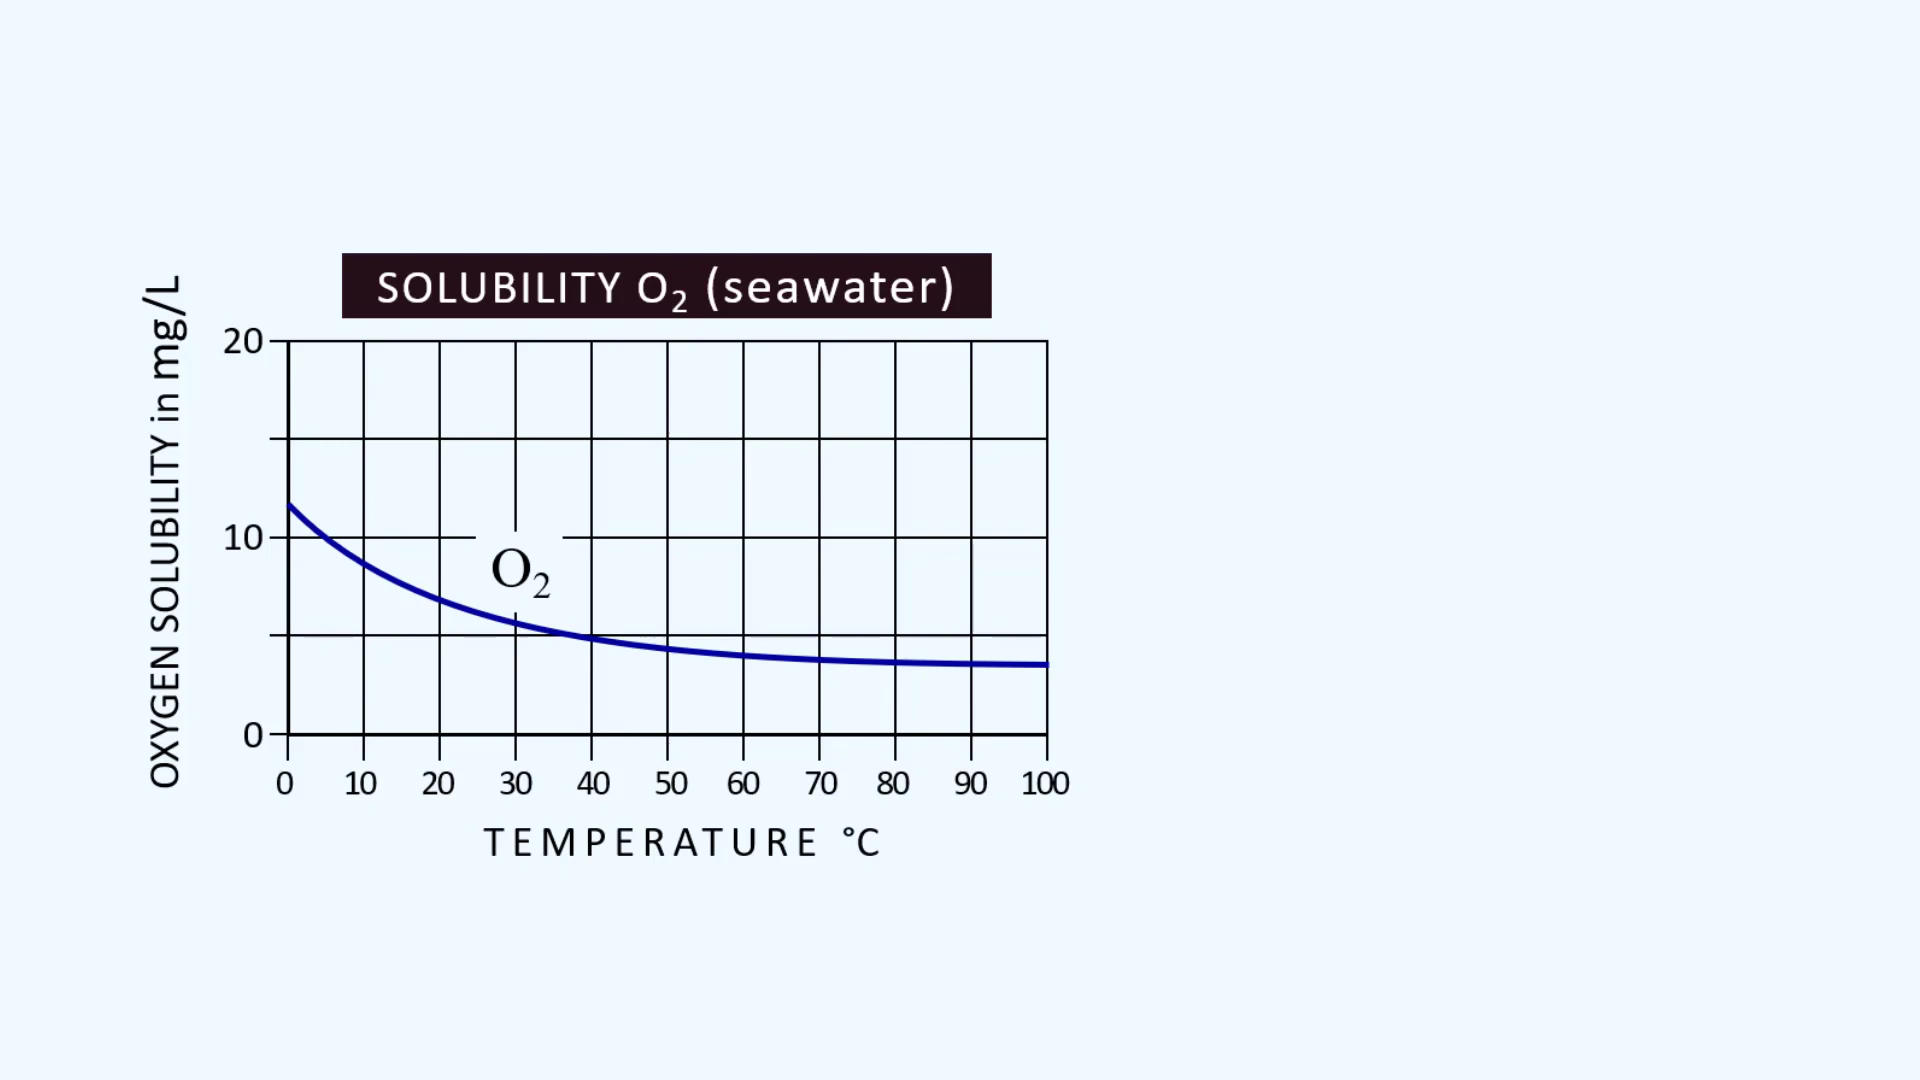 SOLUBILITY O₂ (seawater)
OXYGEN SOLUBILITY in mg/L
20
10
0
O₂
0 10 20 30 40 50 60 70 80 90 100
TEMPERATURE °C